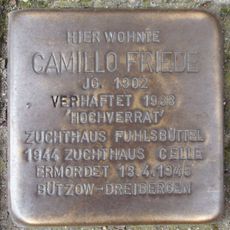 HIER WOHNTE
CAMILLO FRIEDE
JG. 1902
VERHAFTET 1938
'HOCHVERRAT'
ZUCHTHAUS FUHLSBÜTTEL
1944 ZUCHTHAUS CELLE
ERMORDET 13.4.1945
BÜTZOW-DREIBERGEN